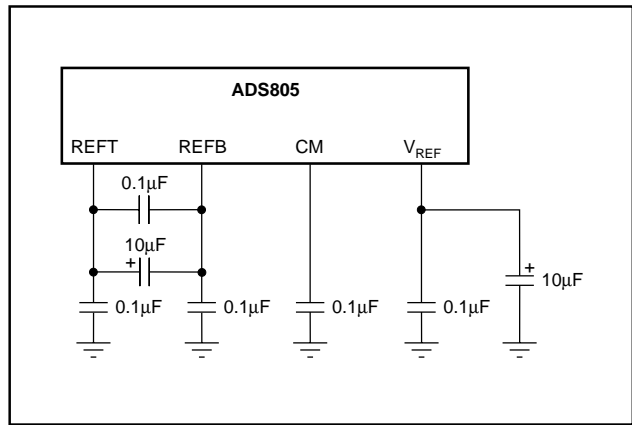 ADS805
REFT REFB CM VREF
0.1µF
10µF
+
+
10µF
0.1µF 0.1µF 0.1µF 0.1µF